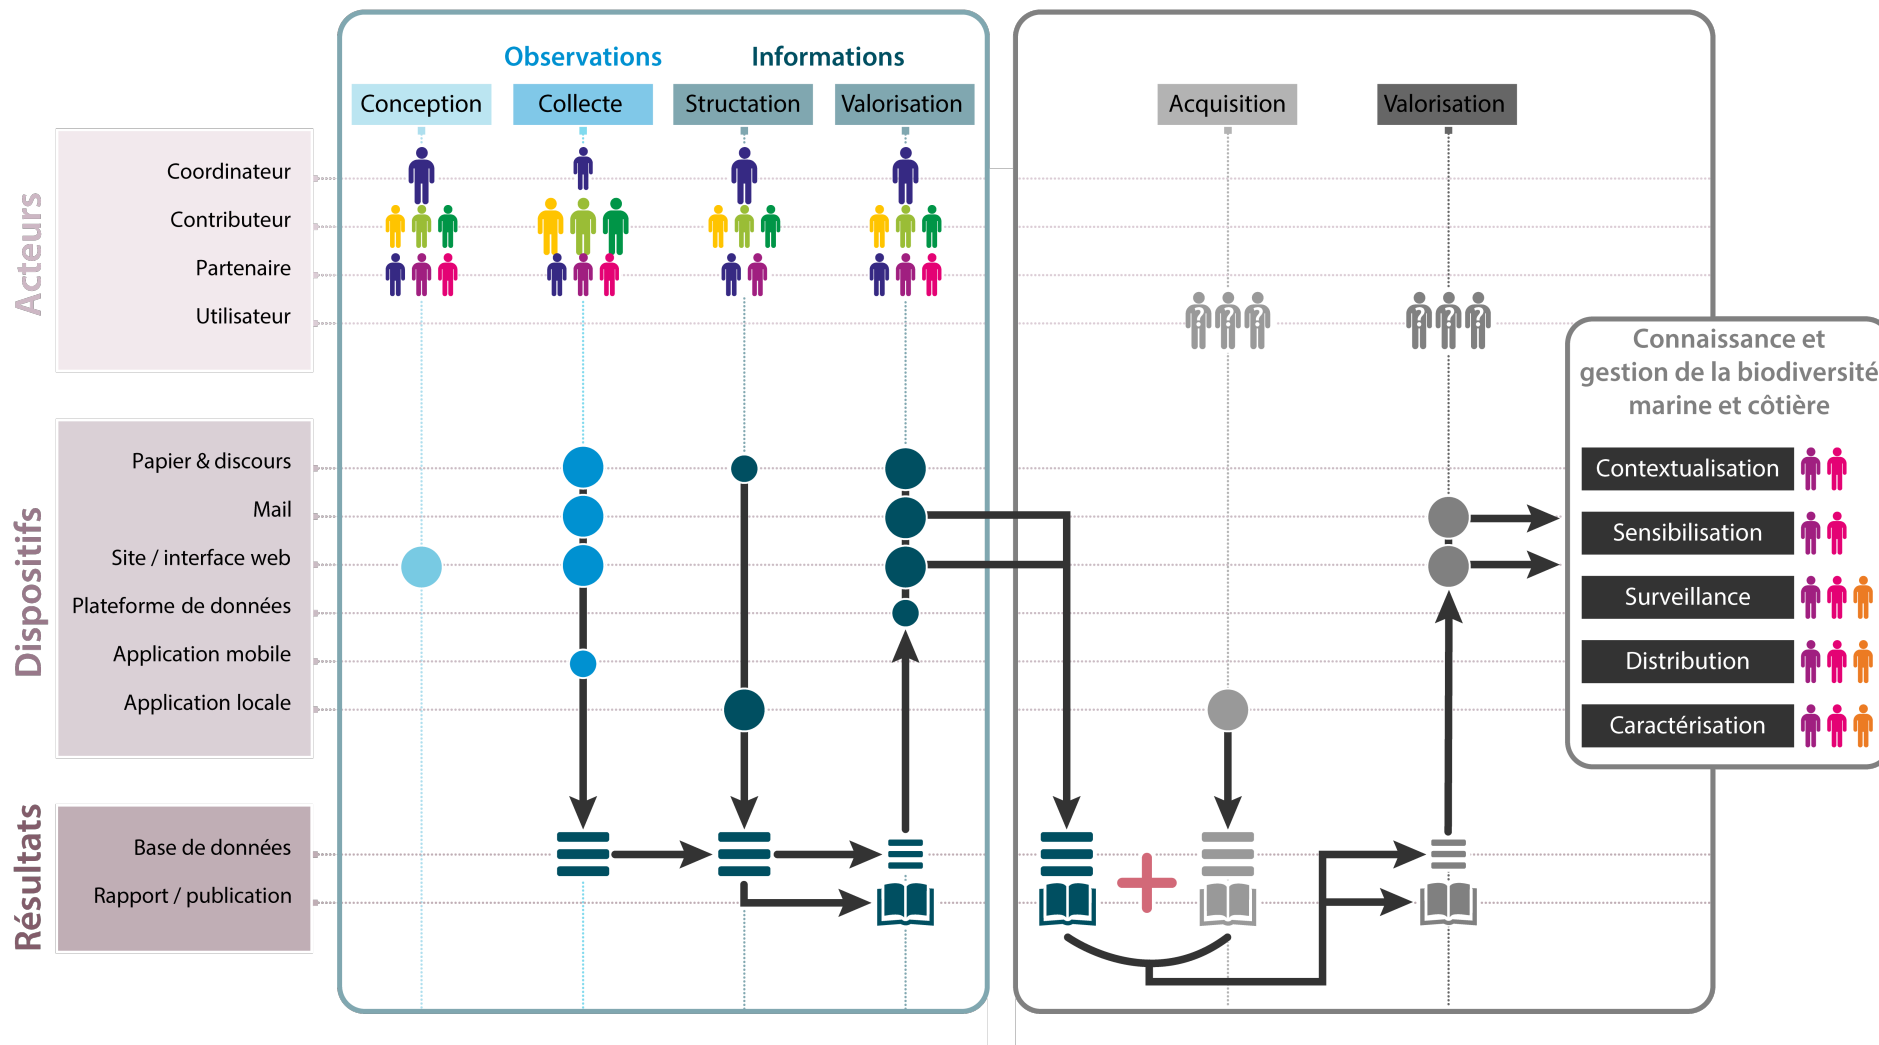 Observations
Informations
Conception
Collecte
Structation
Valorisation
Acquisition
Valorisation
Acteurs
Coordinateur
Contributeur
Partenaire
Utilisateur
? ? ?
? ? ?
Connaissance et
gestion de la biodiversité
marine et côtière
Contextualisation
Sensibilisation
Surveillance
Distribution
Caractérisation
Dispositifs
Papier & discours
Mail
Site / interface web
Plateforme de données
Application mobile
Application locale
Résultats
Base de données
Rapport / publication